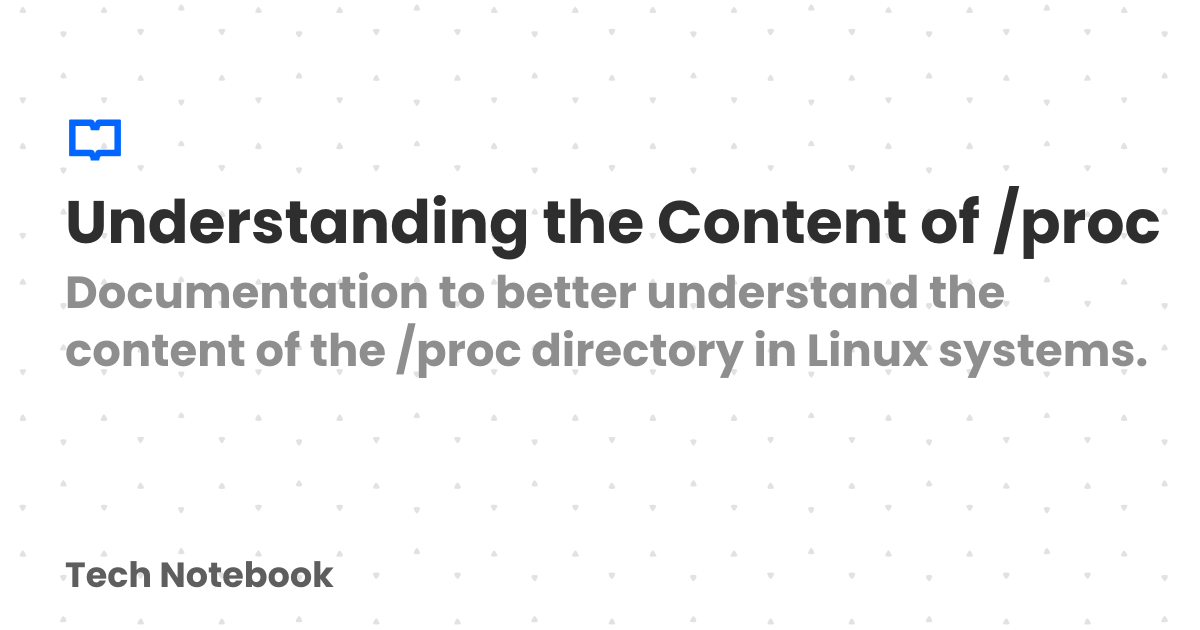 Understanding the Content of /proc
Documentation to better understand the
content of the /proc directory in Linux systems.
Tech Notebook